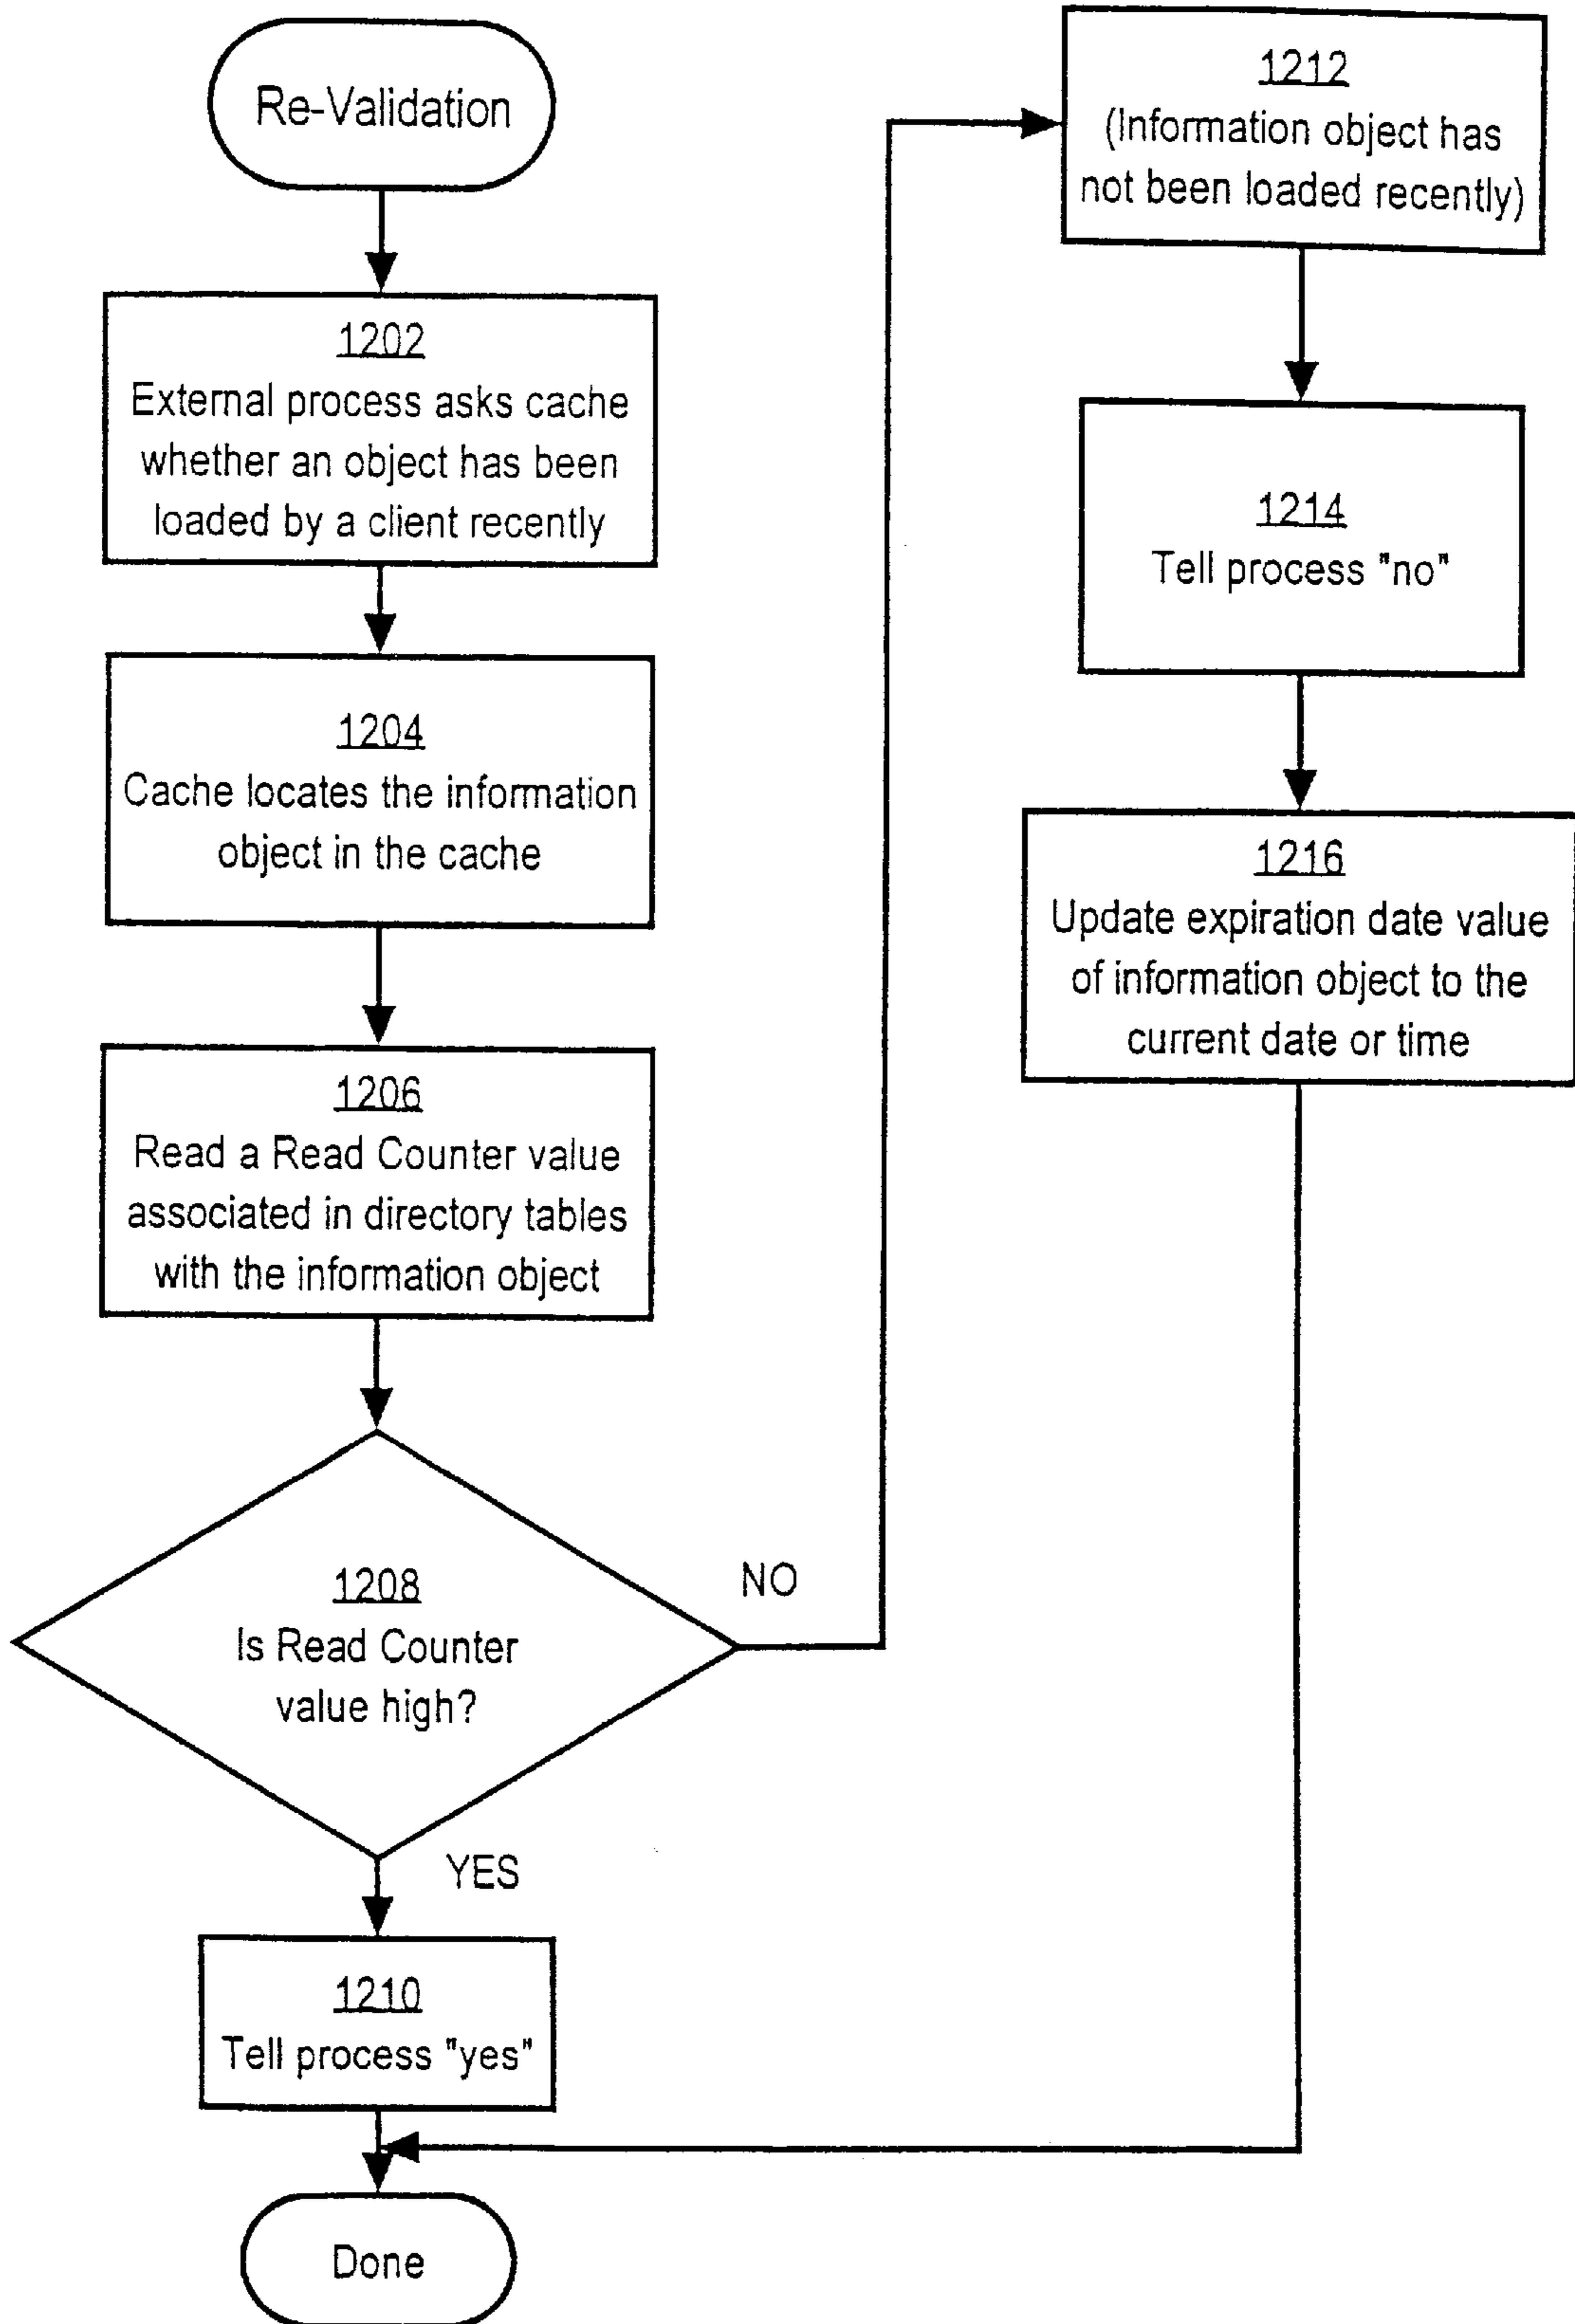 Re-Validation
1202
External process asks cache
whether an object has been
loaded by a client recently
1204
Cache locates the information
object in the cache
1206
Read a Read Counter value
associated in directory tables
with the information object
1208
Is Read Counter
value high?
NO
YES
1210
Tell process "yes"
Done
1212
(Information object has
not been loaded recently)
1214
Tell process "no"
1216
Update expiration date value
of information object to the
current date or time